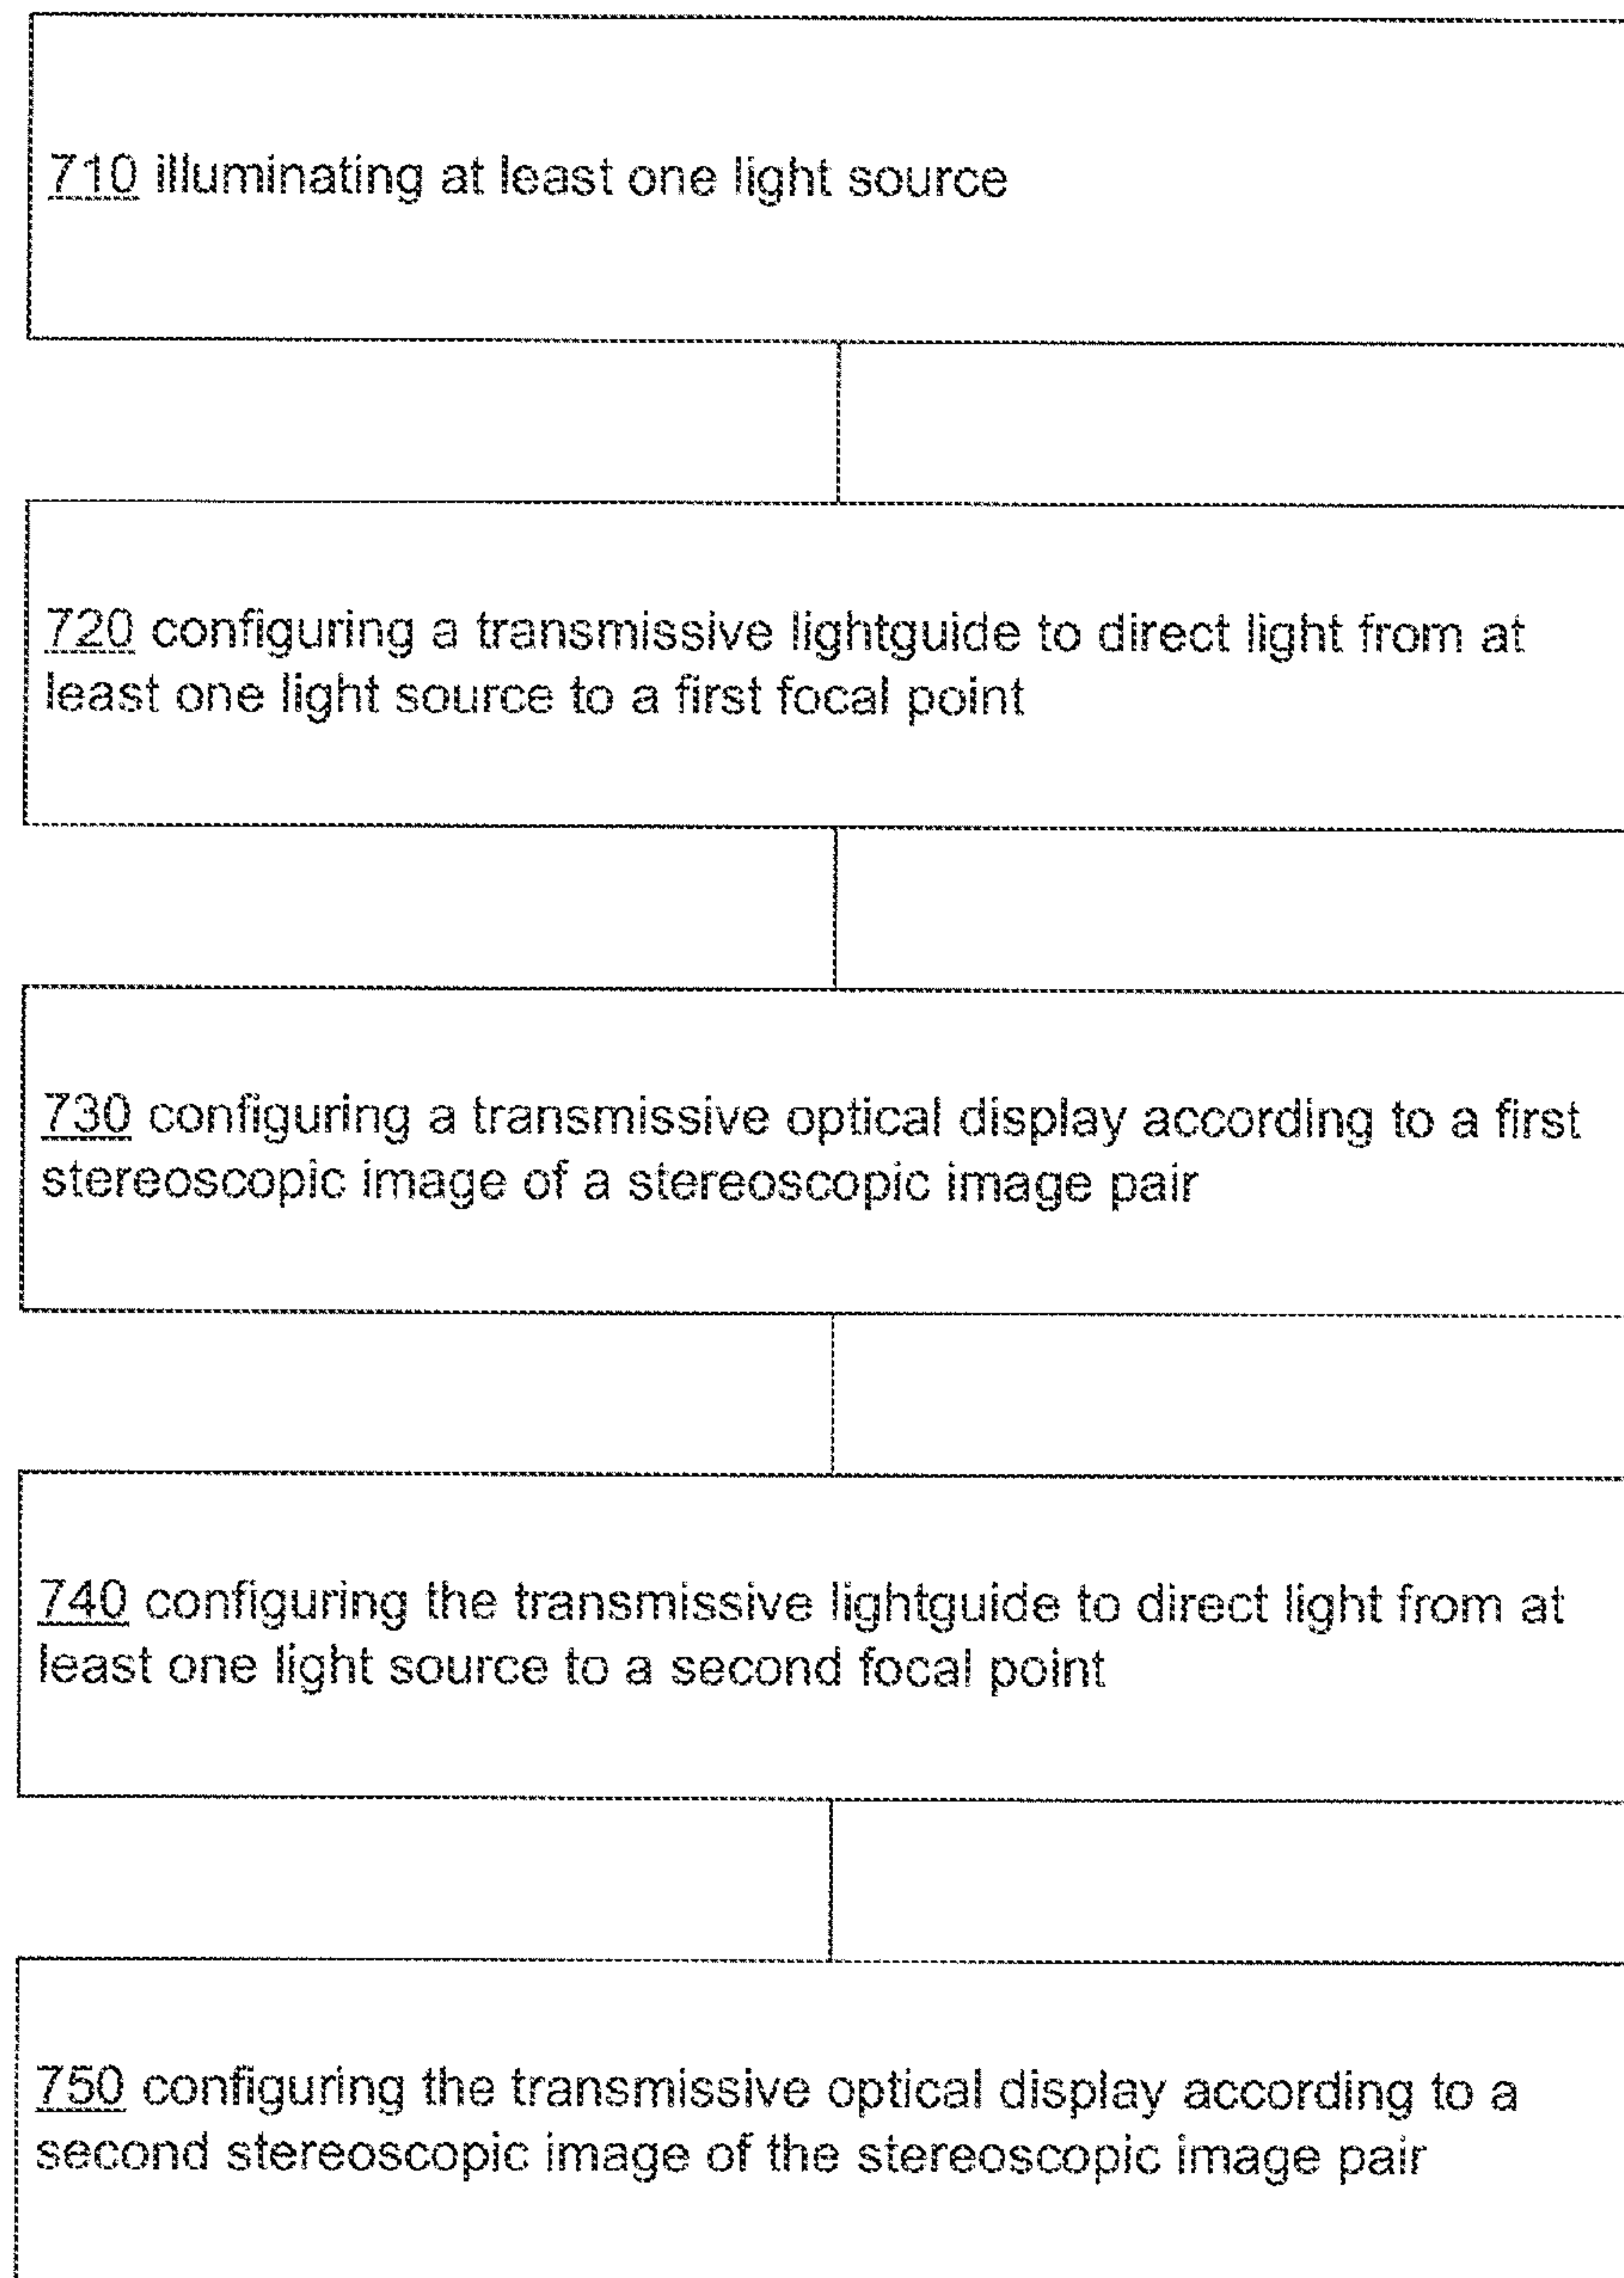 710 illuminating at least one light source
720 configuring a transmissive lightguide to direct light from at
least one light source to a first focal point
730 configuring a transmissive optical display according to a first
stereoscopic image of a stereoscopic image pair
740 configuring the transmissive lightguide to direct light from at
least one light source to a second focal point
750 configuring the transmissive optical display according to a
second stereoscopic image of the stereoscopic image pair